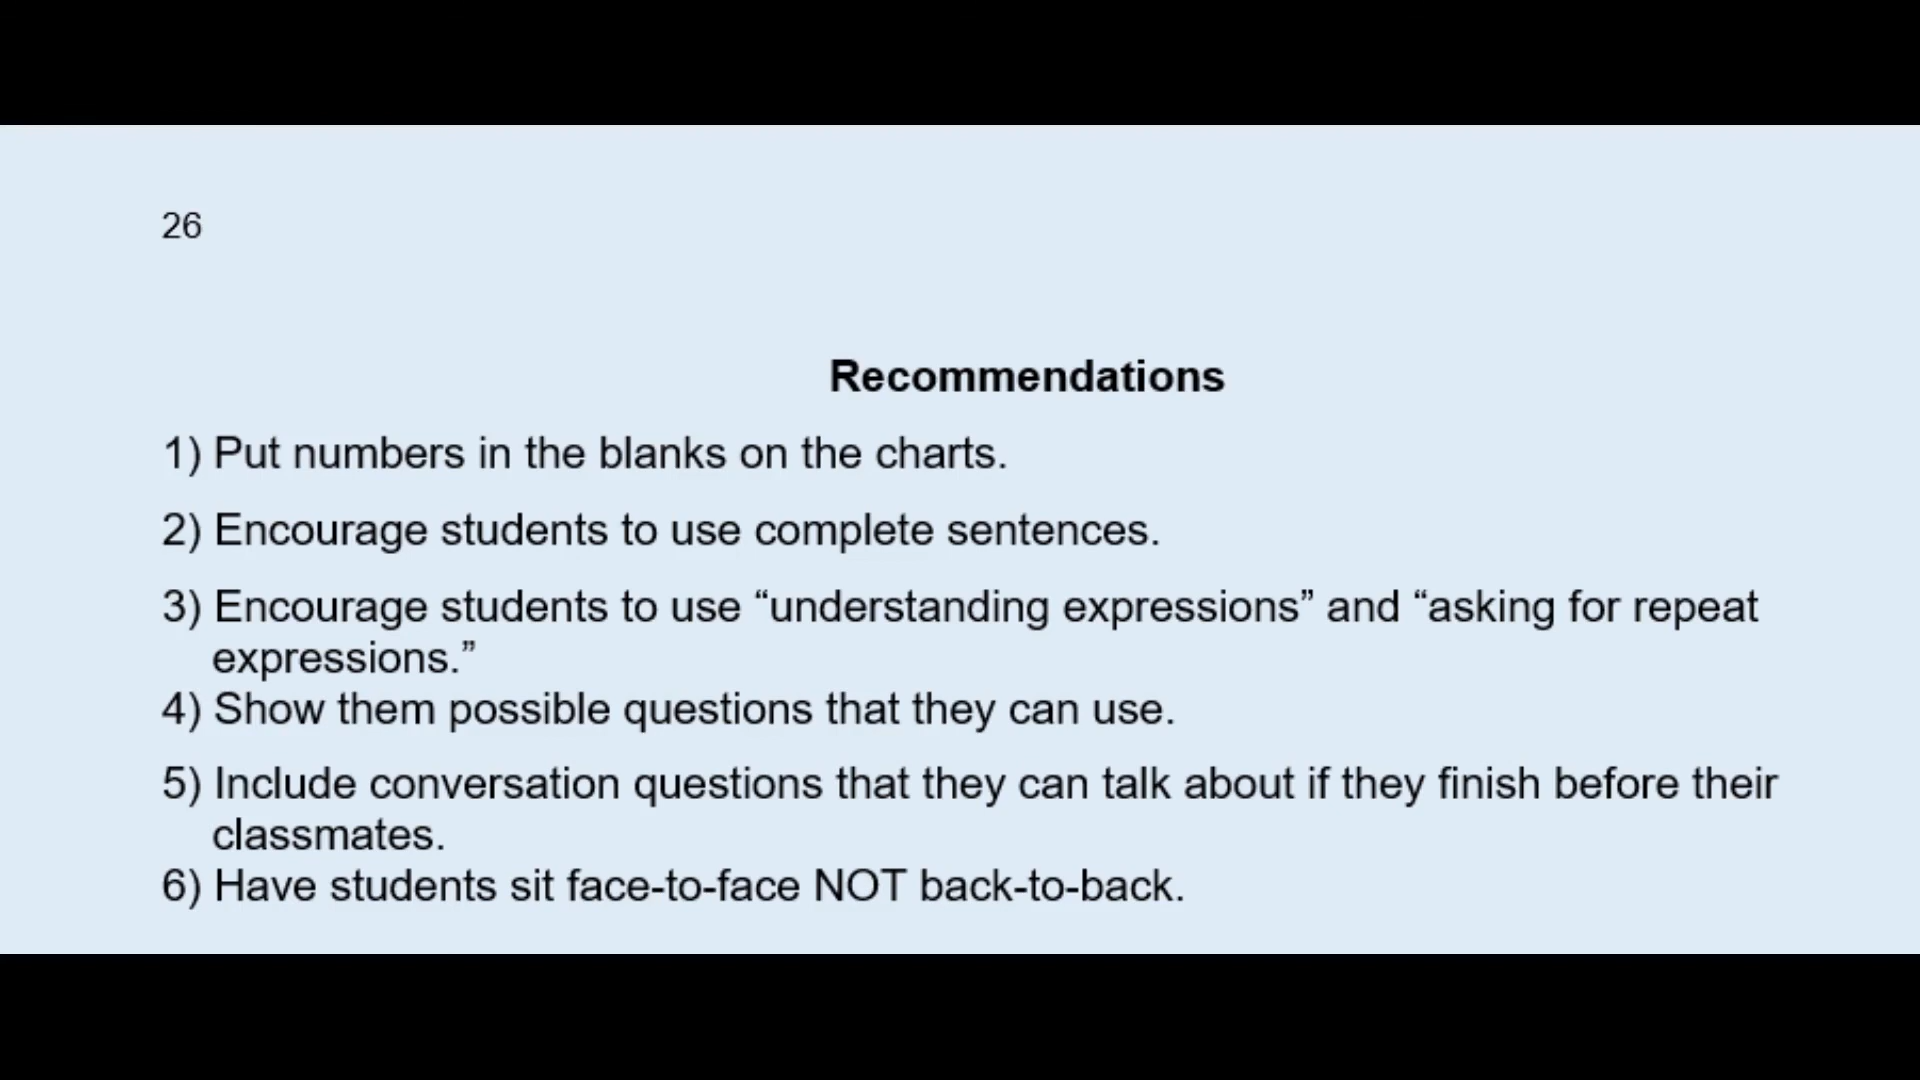 26
Recommendations
1) Put numbers in the blanks on the charts.
2) Encourage students to use complete sentences.
3) Encourage students to use “understanding expressions” and “asking for repeat
expressions.”
4) Show them possible questions that they can use.
5) Include conversation questions that they can talk about if they finish before their
classmates.
6) Have students sit face-to-face NOT back-to-back.